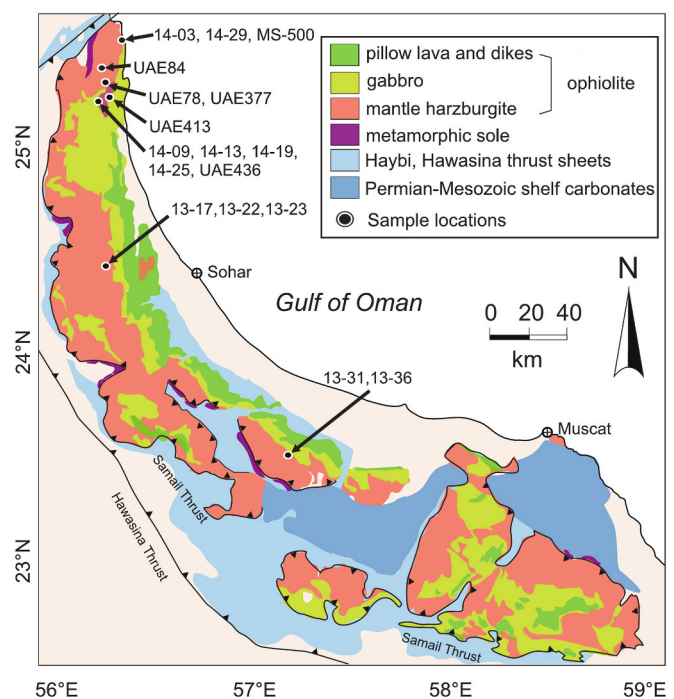 14-03, 14-29, MS-500
UAE84
UAE78, UAE377
UAE413
14-09, 14-13, 14-19,
14-25, UAE436
13-17,13-22,13-23
Sohar
pillow lava and dikes
gabbro
ophiolite
mantle harzburgite
metamorphic sole
Haybi, Hawasina thrust sheets
Permian-Mesozoic shelf carbonates
Sample locations
Gulf of Oman
N
0 20 40
km
13-31,13-36
Muscat
Samail Thrust
Hawasina Thrust
Samail Thrust
25°N
24°N
23°N
56°E 57°E 58°E 59°E